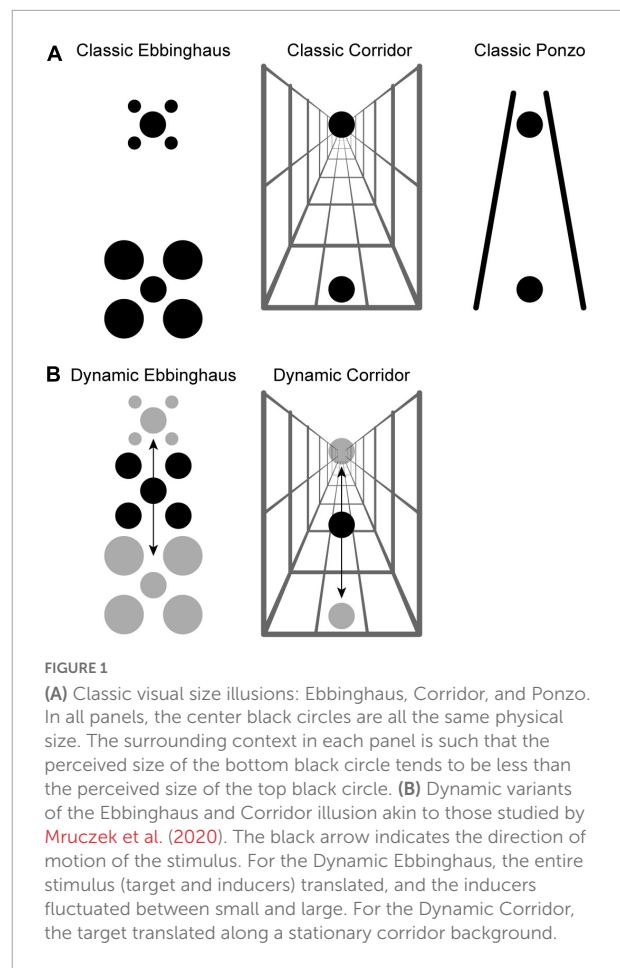 A Classic Ebbinghaus Classic Corridor Classic Ponzo
B Dynamic Ebbinghaus Dynamic Corridor
FIGURE 1
(A) Classic visual size illusions: Ebbinghaus, Corridor, and Ponzo.
In all panels, the center black circles are all the same physical
size. The surrounding context in each panel is such that the
perceived size of the bottom black circle tends to be less than
the perceived size of the top black circle. (B) Dynamic variants
of the Ebbinghaus and Corridor illusion akin to those studied by
Mruczek et al. (2020). The black arrow indicates the direction of
motion of the stimulus. For the Dynamic Ebbinghaus, the entire
stimulus (target and inducers) translated, and the inducers
fluctuated between small and large. For the Dynamic Corridor,
the target translated along a stationary corridor background.